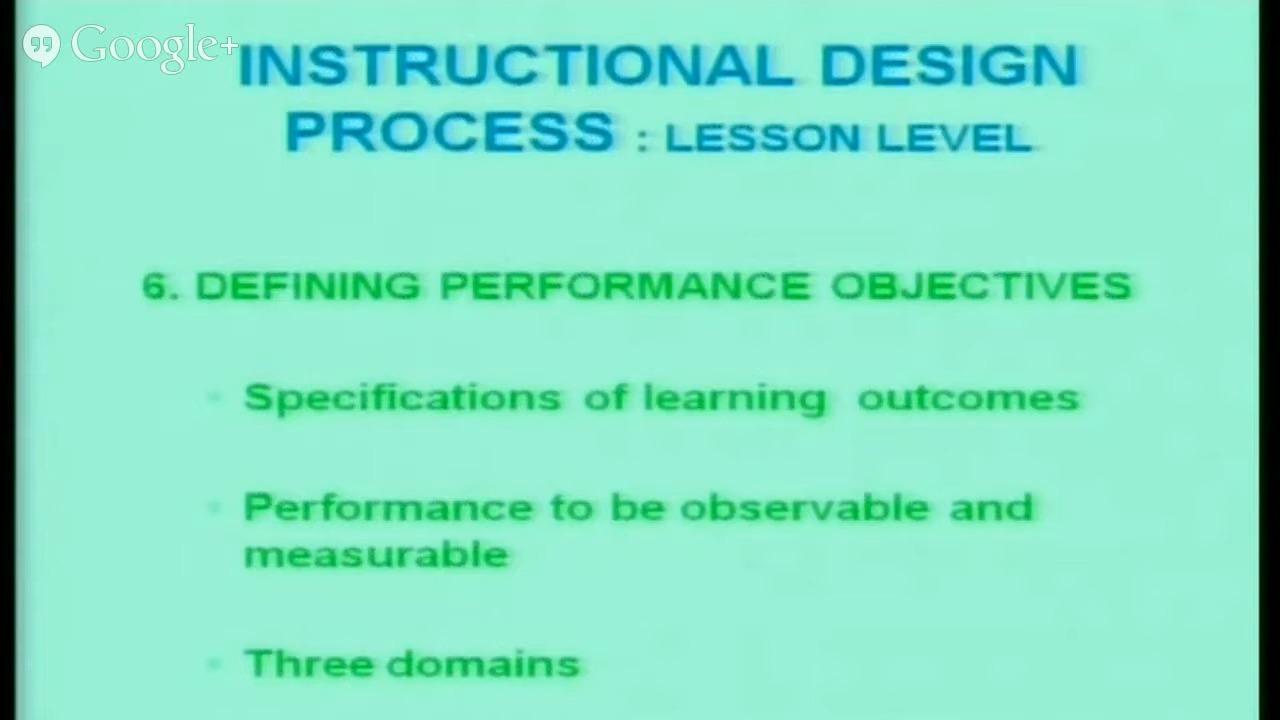 Google+
INSTRUCTIONAL DESIGN
PROCESS : LESSON LEVEL
6. DEFINING PERFORMANCE OBJECTIVES
Specifications of learning outcomes
Performance to be observable and
measurable
Three domains